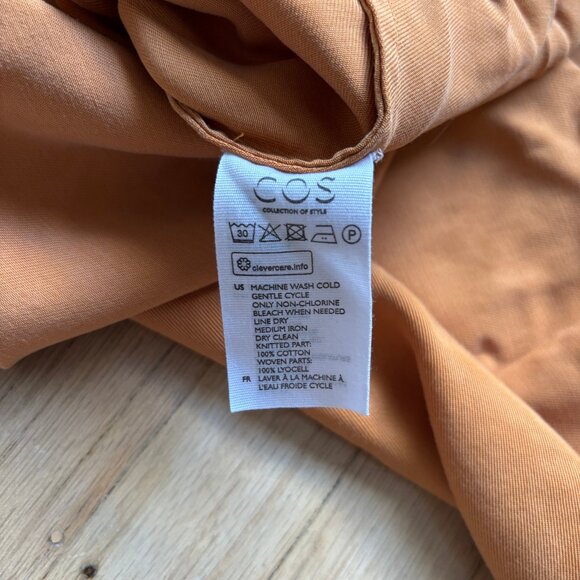 COS
COLLECTION OF STYLE
30 P
clevercare.info
US MACHINE WASH COLD
GENTLE CYCLE
ONLY NON-CHLORINE
BLEACH WHEN NEEDED
LINE DRY
MEDIUM IRON
DRY CLEAN
KNITTED PART:
100% COTTON
WOVEN PARTS:
100% LYOCELL
FR LAVER À LA MACHINE À
L'EAU FROIDE CYCLE